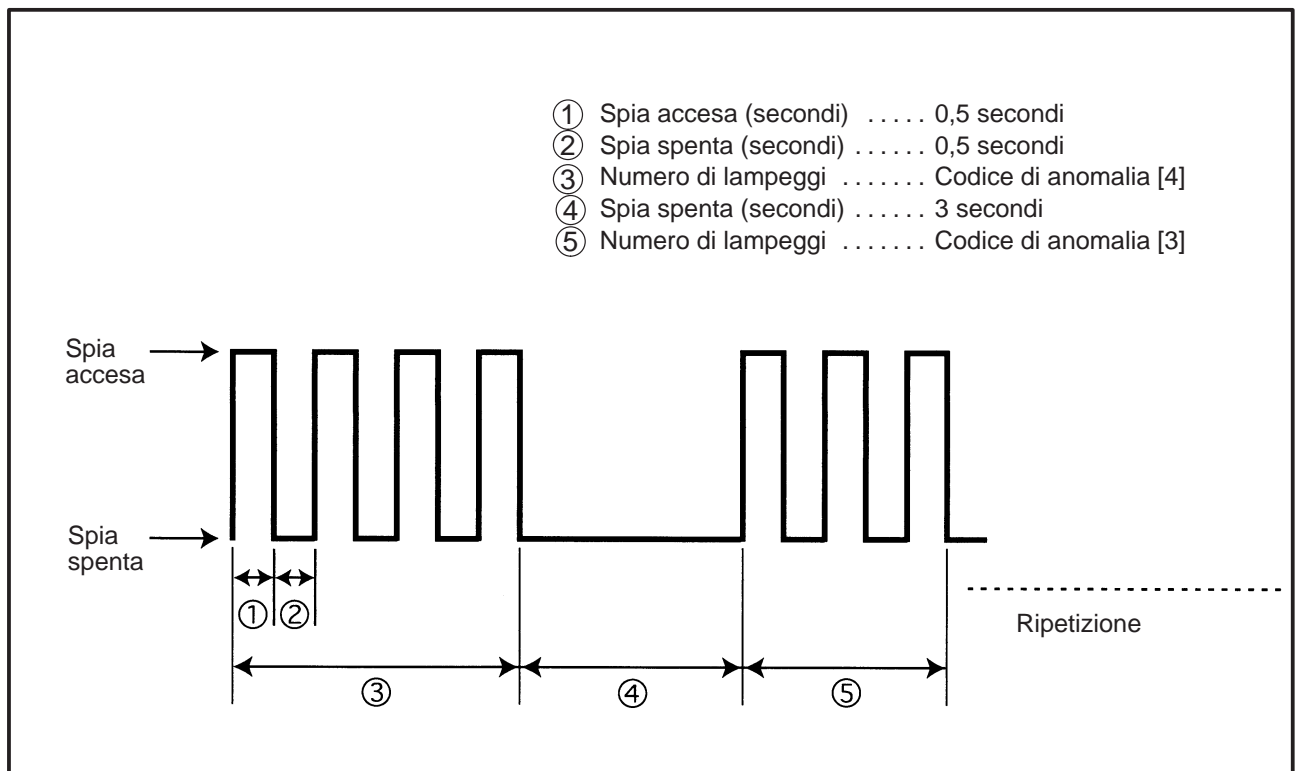 ① Spia accesa (secondi) ..... 0,5 secondi
② Spia spenta (secondi) ...... 0,5 secondi
③ Numero di lampeggi ....... Codice di anomalia [4]
④ Spia spenta (secondi) ...... 3 secondi
⑤ Numero di lampeggi ....... Codice di anomalia [3]
Spia
accesa
Spia
spenta
① ②
Ripetizione
③ ④ ⑤